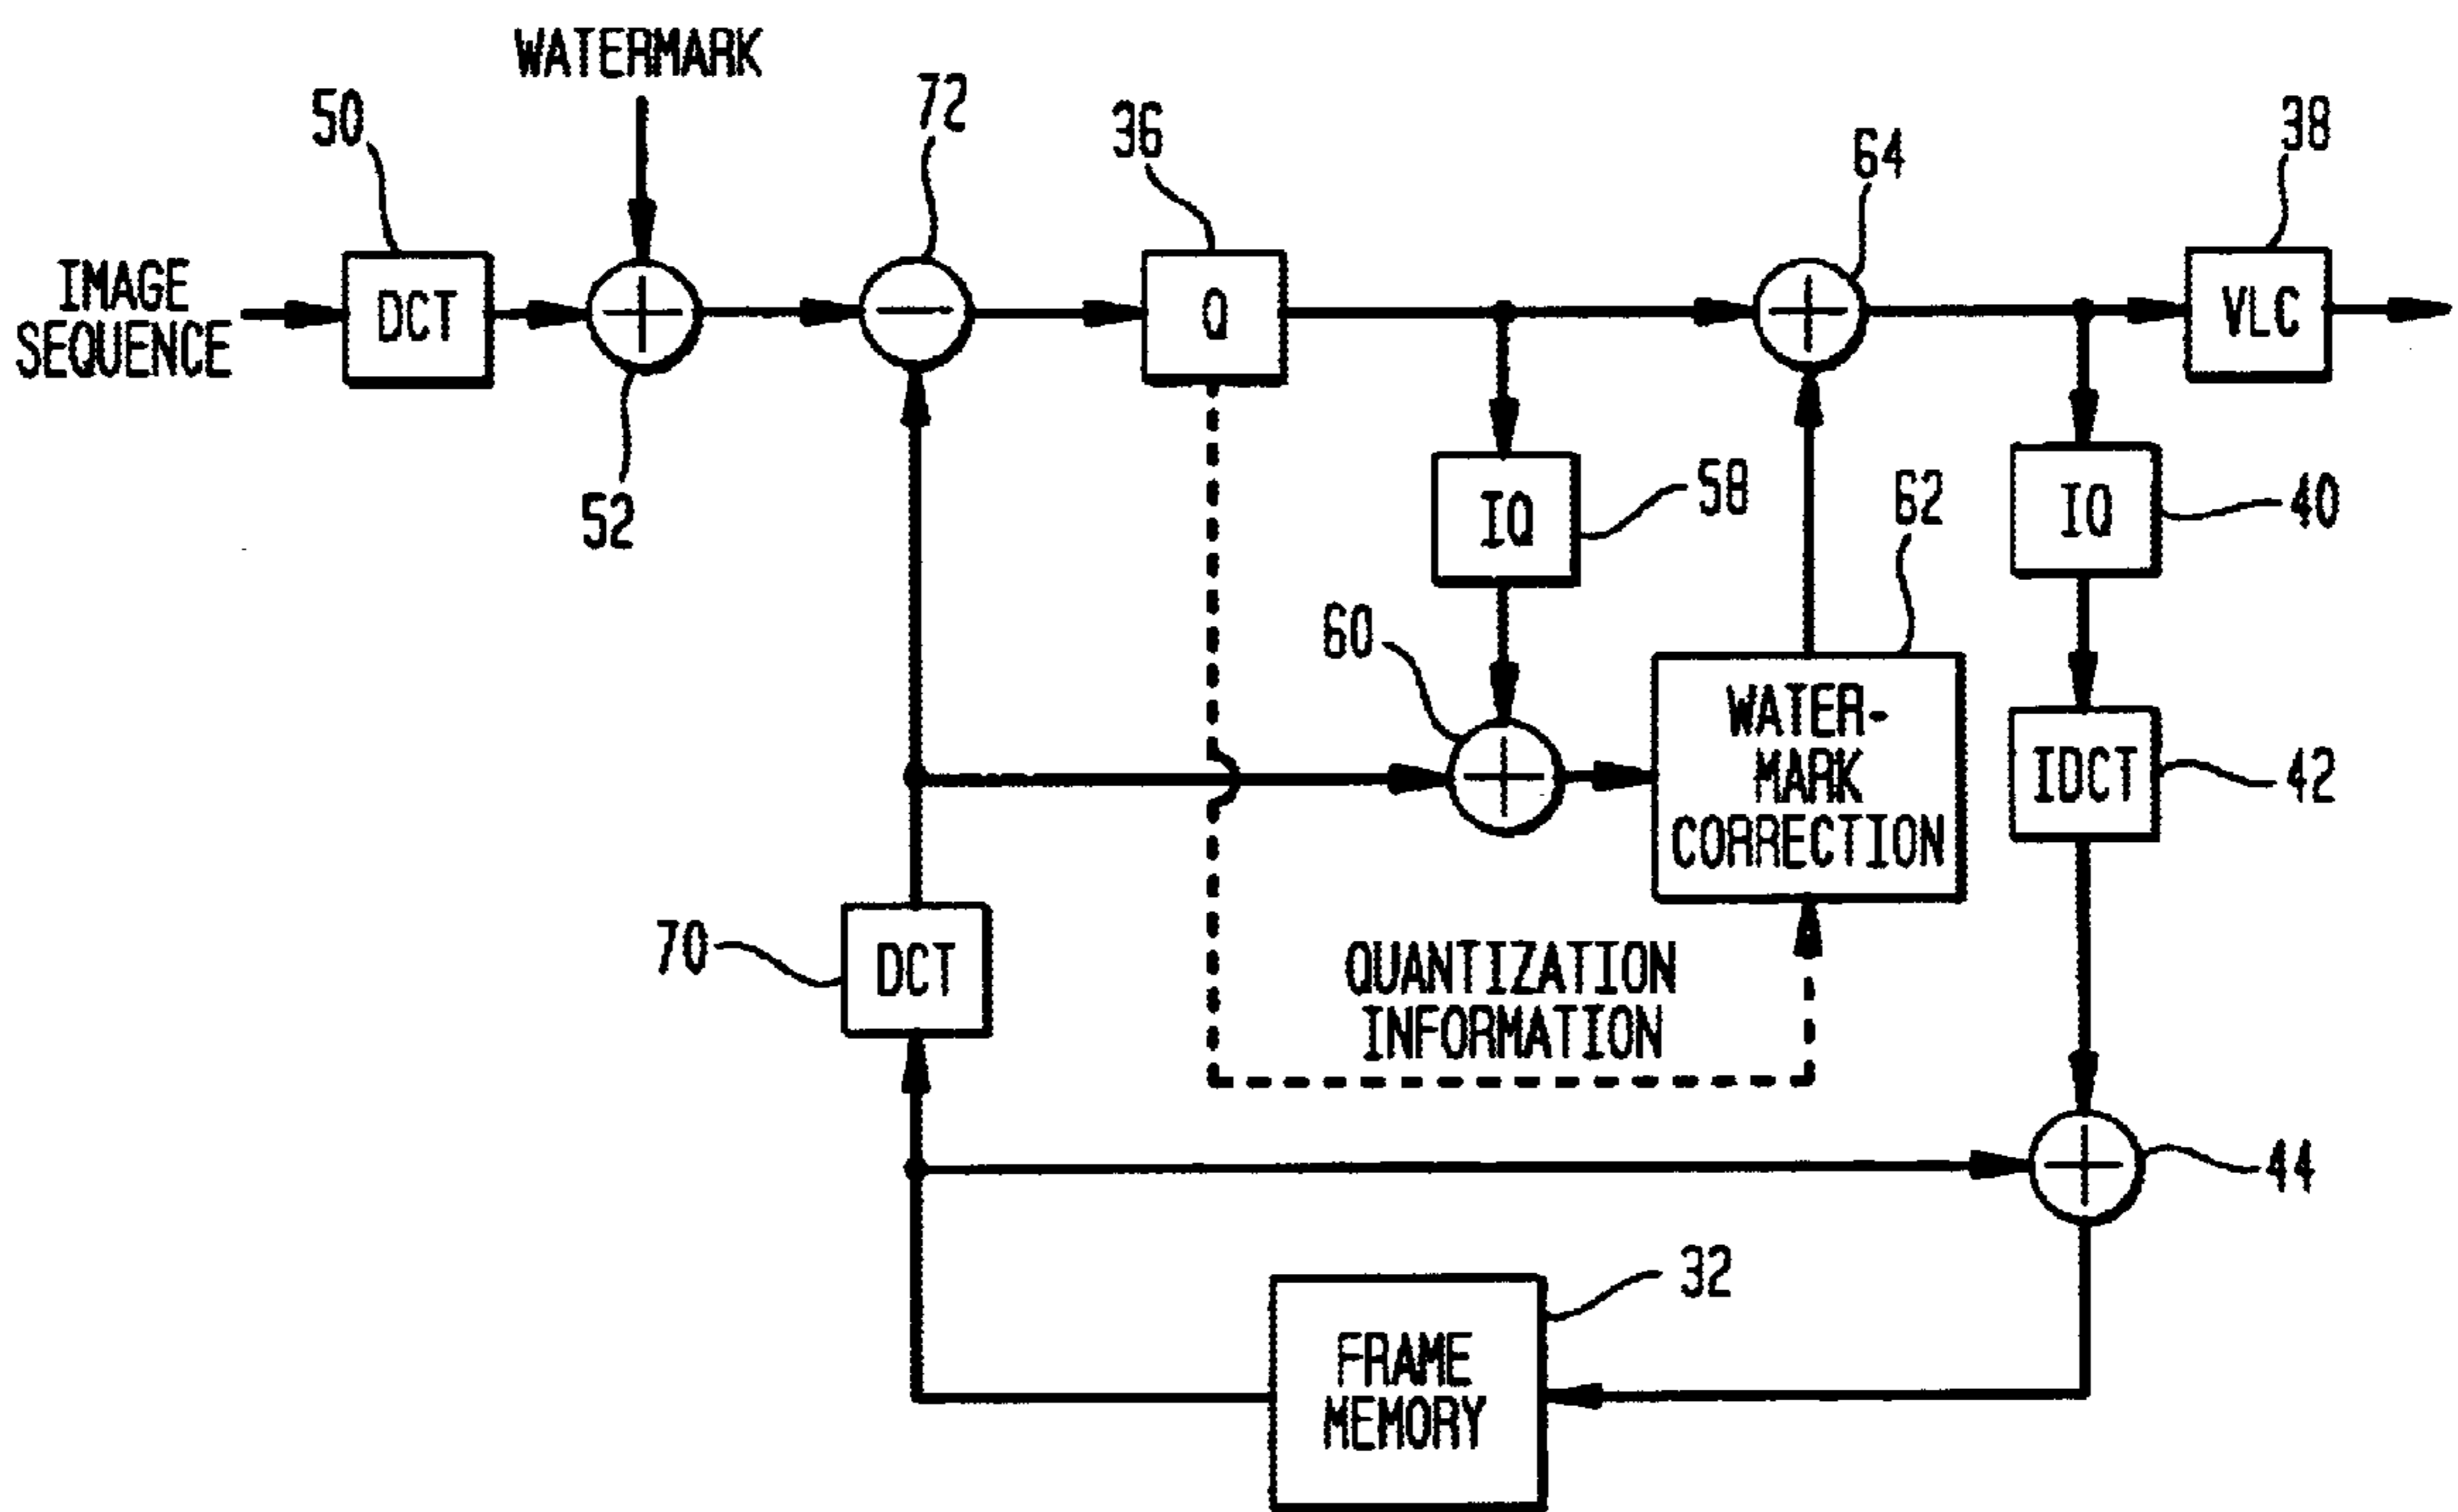 WATERMARK
50
72
36
64
38
IMAGE
SEQUENCE
DCT
Q
VLC
52
IQ
58
62
IQ
40
60
WATER-
MARK
CORRECTION
IDCT
42
70
DCT
QUANTIZATION
INFORMATION
44
32
FRAME
MEMORY